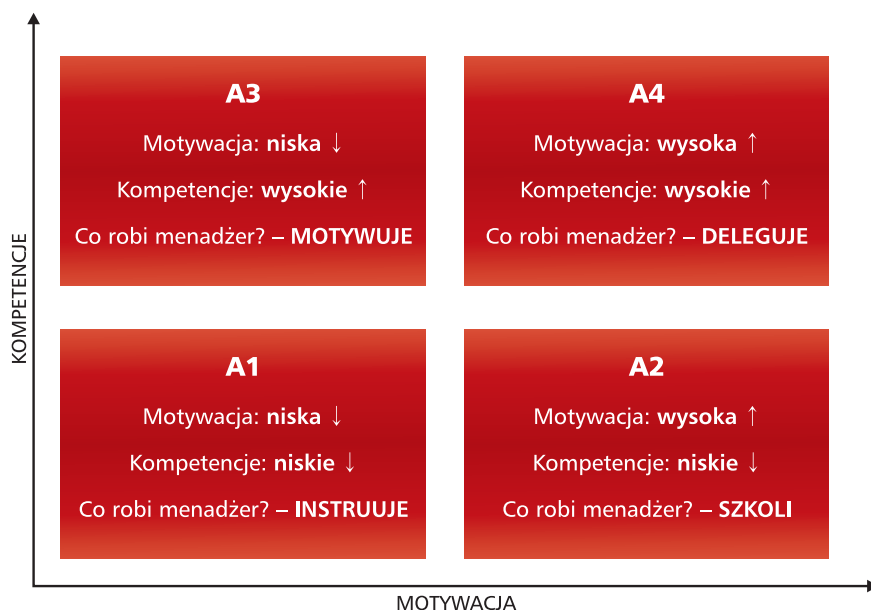 KOMPETENCJE
A3
Motywacja: niska ↓
Kompetencje: wysokie ↑
Co robi menadżer? – MOTYWUJE
A4
Motywacja: wysoka ↑
Kompetencje: wysokie ↑
Co robi menadżer? – DELEGUJE
A1
Motywacja: niska ↓
Kompetencje: niskie ↓
Co robi menadżer? – INSTRUUJE
A2
Motywacja: wysoka ↑
Kompetencje: niskie ↓
Co robi menadżer? – SZKOLI
MOTYWACJA